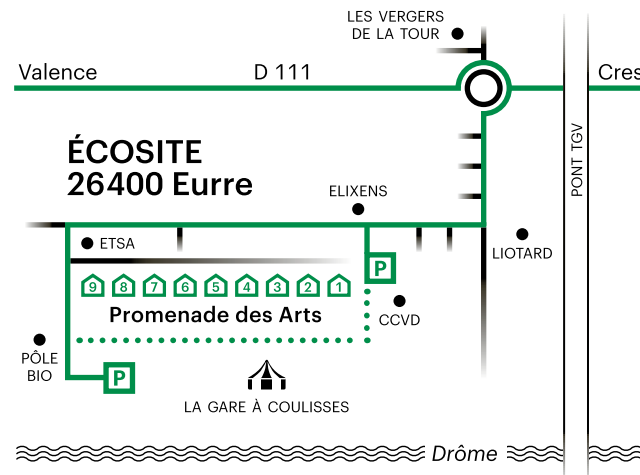 LES VERGERS
DE LA TOUR
Valence
D 111
Cres
PONT TGV
ÉCOSITE
26400 Eurre
ELIXENS
ETSA
LIOTARD
P
9 8 7 6 5 4 3 2 1
Promenade des Arts
CCVD
PÔLE
BIO
P
LA GARE À COULISSES
Drôme